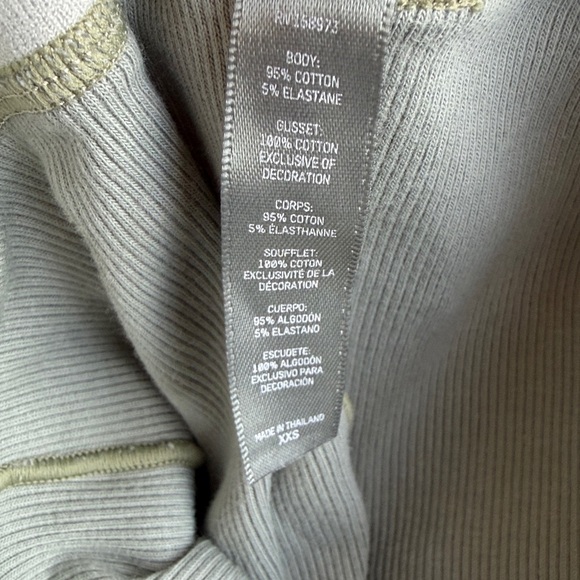 RN 158973
BODY:
95% COTTON
5% ELASTANE
GUSSET:
100% COTTON
EXCLUSIVE OF
DECORATION
CORPS:
95% COTON
5% ÉLASTHANNE
SOUFFLET:
100% COTON
EXCLUSIVITÉ DE LA
DÉCORATION
CUERPO:
95% ALGODÓN
5% ELASTANO
ESCUDETE:
100% ALGODÓN
EXCLUSIVO PARA
DECORACIÓN
MADE IN THAILAND
XXS